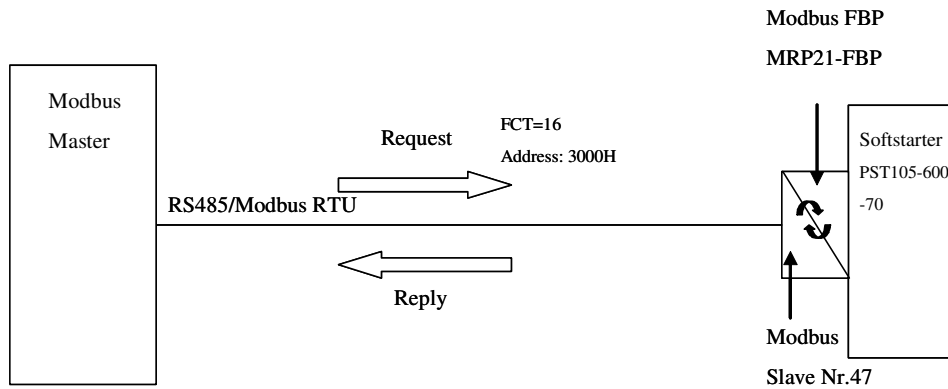 Modbus FBP
MRP21-FBP
Modbus
Master
Request
FCT=16
Address: 3000H
RS485/Modbus RTU
Reply
Softstarter
PST105-600
-70
Modbus
Slave Nr.47